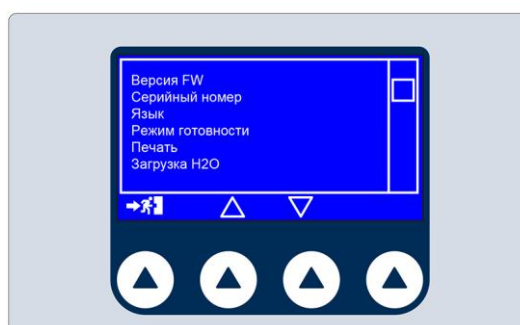 Версия FW
Серийный номер
Язык
Режим готовности
Печать
Загрузка H2O